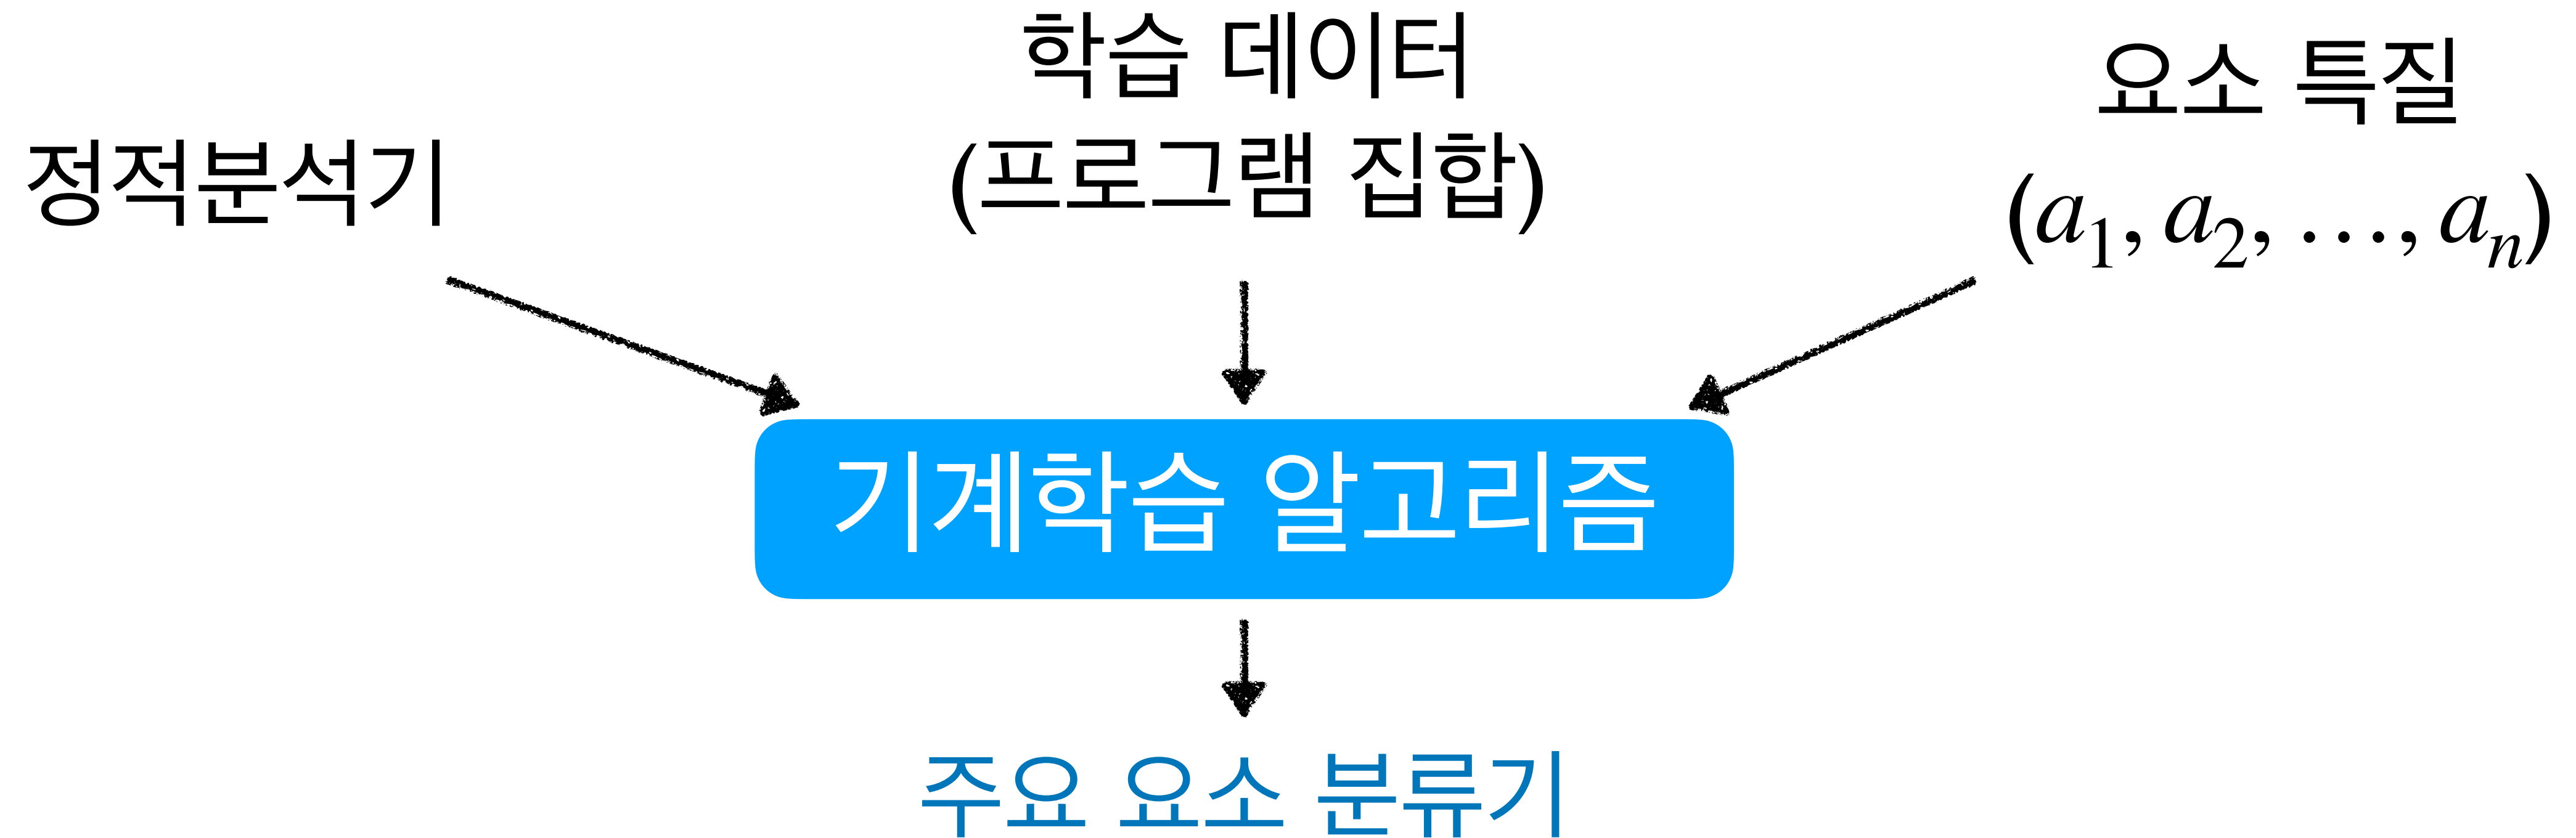 정적분석기
학습 데이터
(프로그램 집합)
요소 특질
(a₁, a₂, …, aₙ)
기계학습 알고리즘
주요 요소 분류기